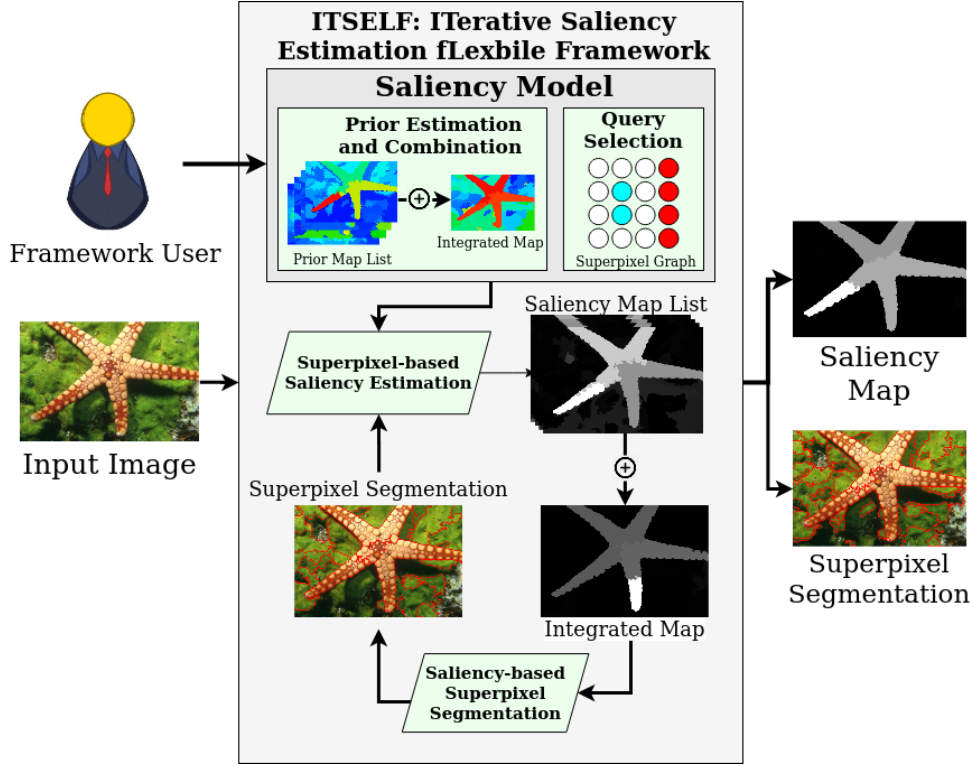 ITSELF: ITerative Saliency
Estimation fLexbile Framework
Saliency Model
Prior Estimation
and Combination
Prior Map List
Integrated Map
Query
Selection
Superpixel Graph
Framework User
Input Image
Superpixel-based
Saliency Estimation
Saliency Map List
Superpixel Segmentation
Integrated Map
Saliency-based
Superpixel
Segmentation
Saliency
Map
Superpixel
Segmentation